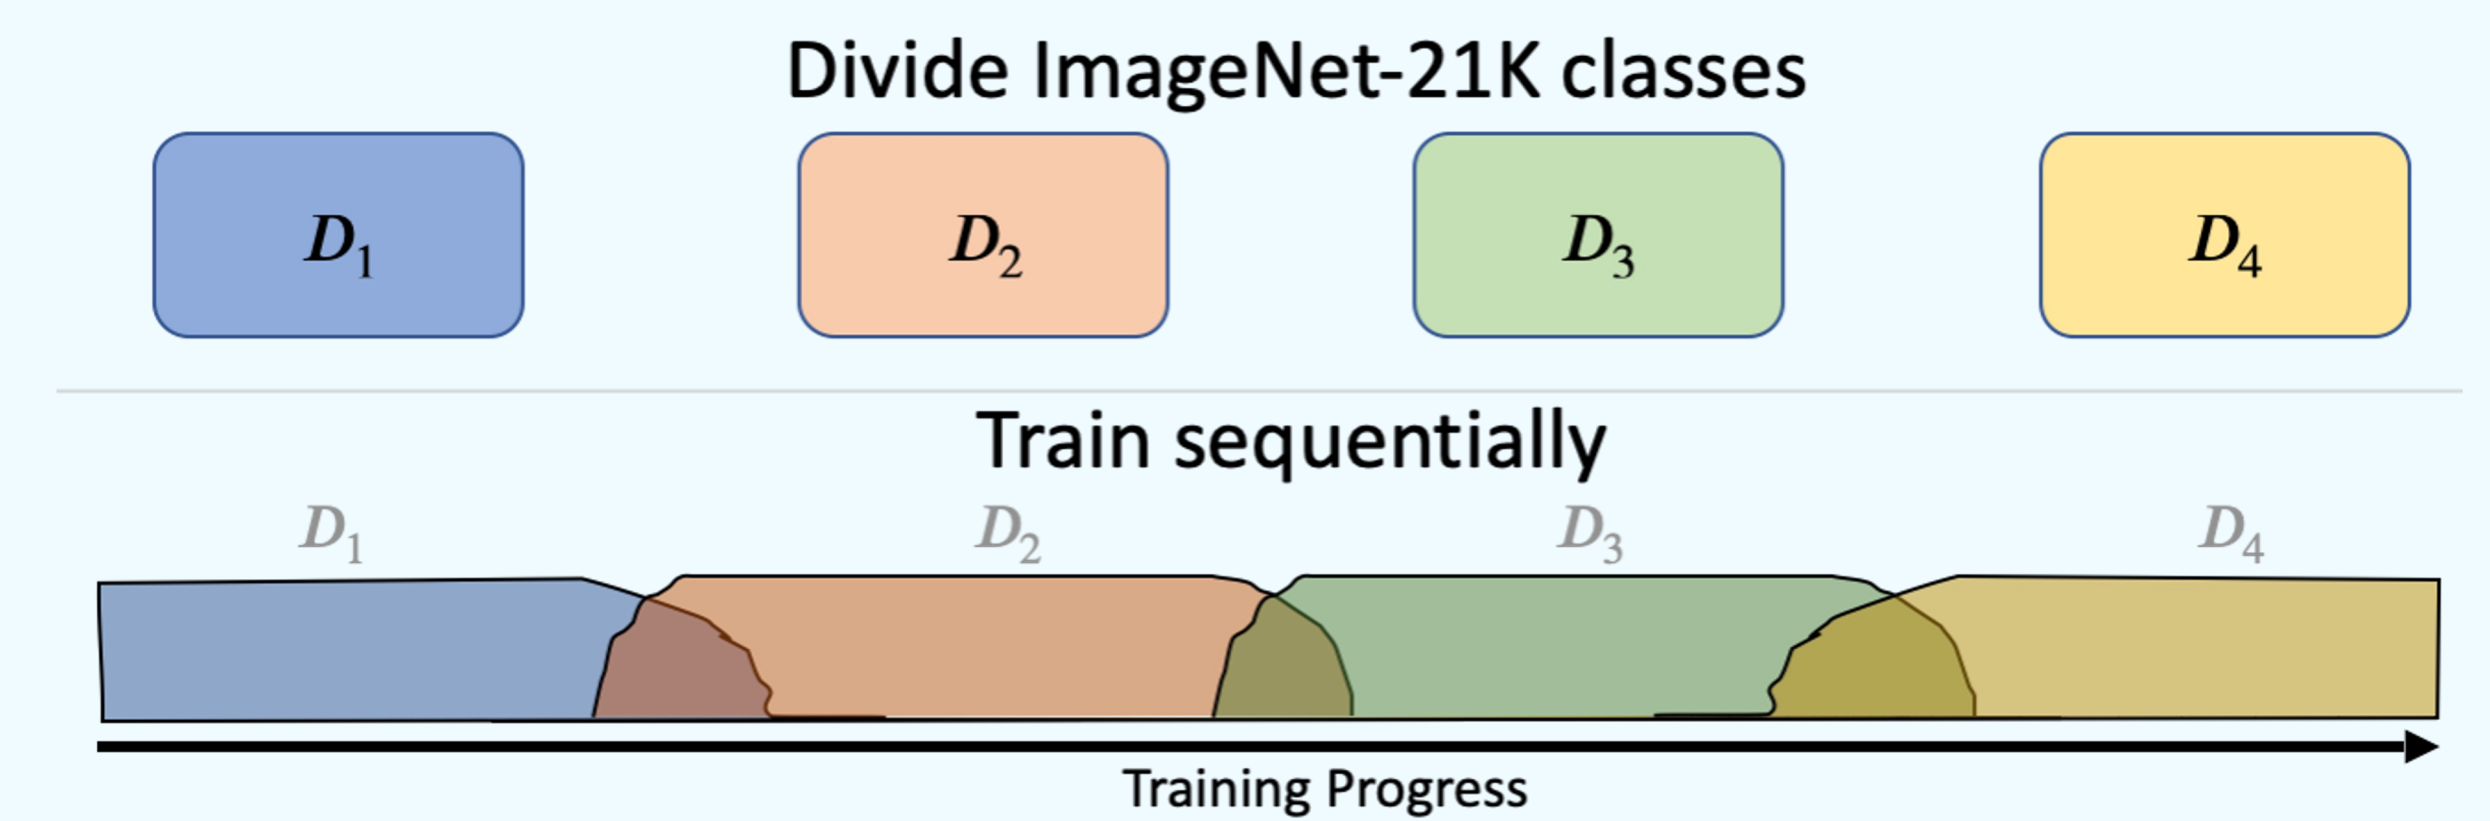 Divide ImageNet-21K classes
D₁ D₂ D₃ D₄
Train sequentially
D₁ D₂ D₃ D₄
Training Progress